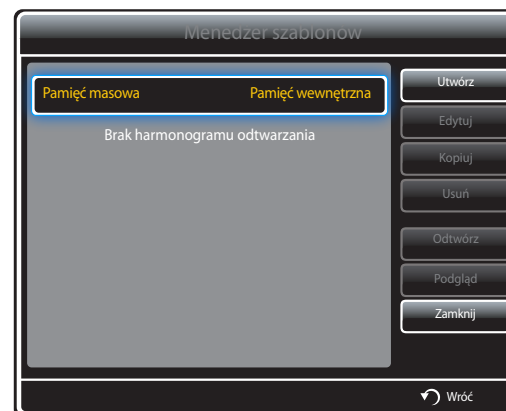 Menedżer szablonów
Pamięć masowa Pamięć wewnętrzna
Brak harmonogramu odtwarzania
Utwórz
Edytuj
Kopiuj
Usuń
Odtwórz
Podgląd
Zamknij
Wróć